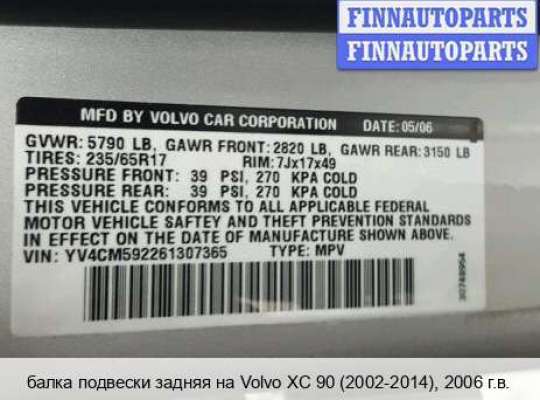 FINNAUTOPARTS
FINNAUTOPARTS
MFD BY VOLVO CAR CORPORATION DATE: 05/06
GVWR: 5790 LB, GAWR FRONT: 2820 LB, GAWR REAR: 3150 LB
TIRES: 235/65R17 RIM: 7Jx17x49
PRESSURE FRONT: 39 PSI, 270 KPA COLD
PRESSURE REAR: 39 PSI, 270 KPA COLD
THIS VEHICLE CONFORMS TO ALL APPLICABLE FEDERAL
MOTOR VEHICLE SAFTEY AND THEFT PREVENTION STANDARDS
IN EFFECT ON THE DATE OF MANUFACTURE SHOWN ABOVE.
VIN: YV4CM592261307365 TYPE: MPV
30748954
балка подвески задняя на Volvo XC 90 (2002-2014), 2006 г.в.